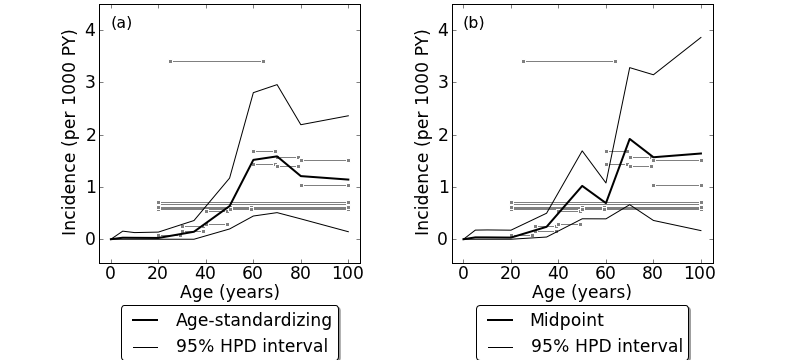 (a)
4
3
2
1
0
Incidence (per 1000 PY)
0 20 40 60 80 100
Age (years)
Age-standardizing
95% HPD interval
(b)
4
3
2
1
0
Incidence (per 1000 PY)
0 20 40 60 80 100
Age (years)
Midpoint
95% HPD interval